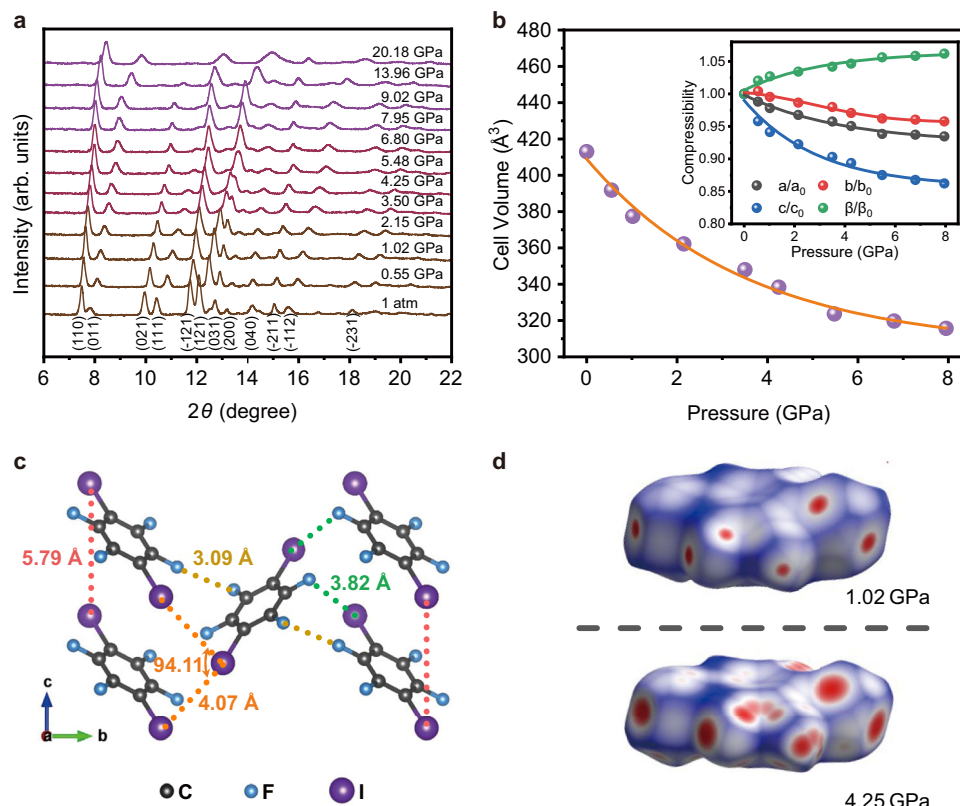 a
Intensity (arb. units)
20.18 GPa
13.96 GPa
9.02 GPa
7.95 GPa
6.80 GPa
5.48 GPa
4.25 GPa
3.50 GPa
2.15 GPa
1.02 GPa
0.55 GPa
1 atm
(110)
(011)
(021)
(111)
(-121)
(121)
(031)
(200)
(040)
(-211)
(-112)
(-231)
6 8 10 12 14 16 18 20 22
2θ (degree)
b
Cell Volume (Å3)
480
460
440
420
400
380
360
340
320
300
0 2 4 6 8
Pressure (GPa)
Compressibility
1.05
1.00
0.95
0.90
0.85
0.80
a/a0 b/b0
c/c0 β/β0
0 2 4 6 8
Pressure (GPa)
c
5.79 Å
3.09 Å
3.82 Å
94.11
4.07 Å
c
a b
C F I
d
1.02 GPa
4.25 GPa